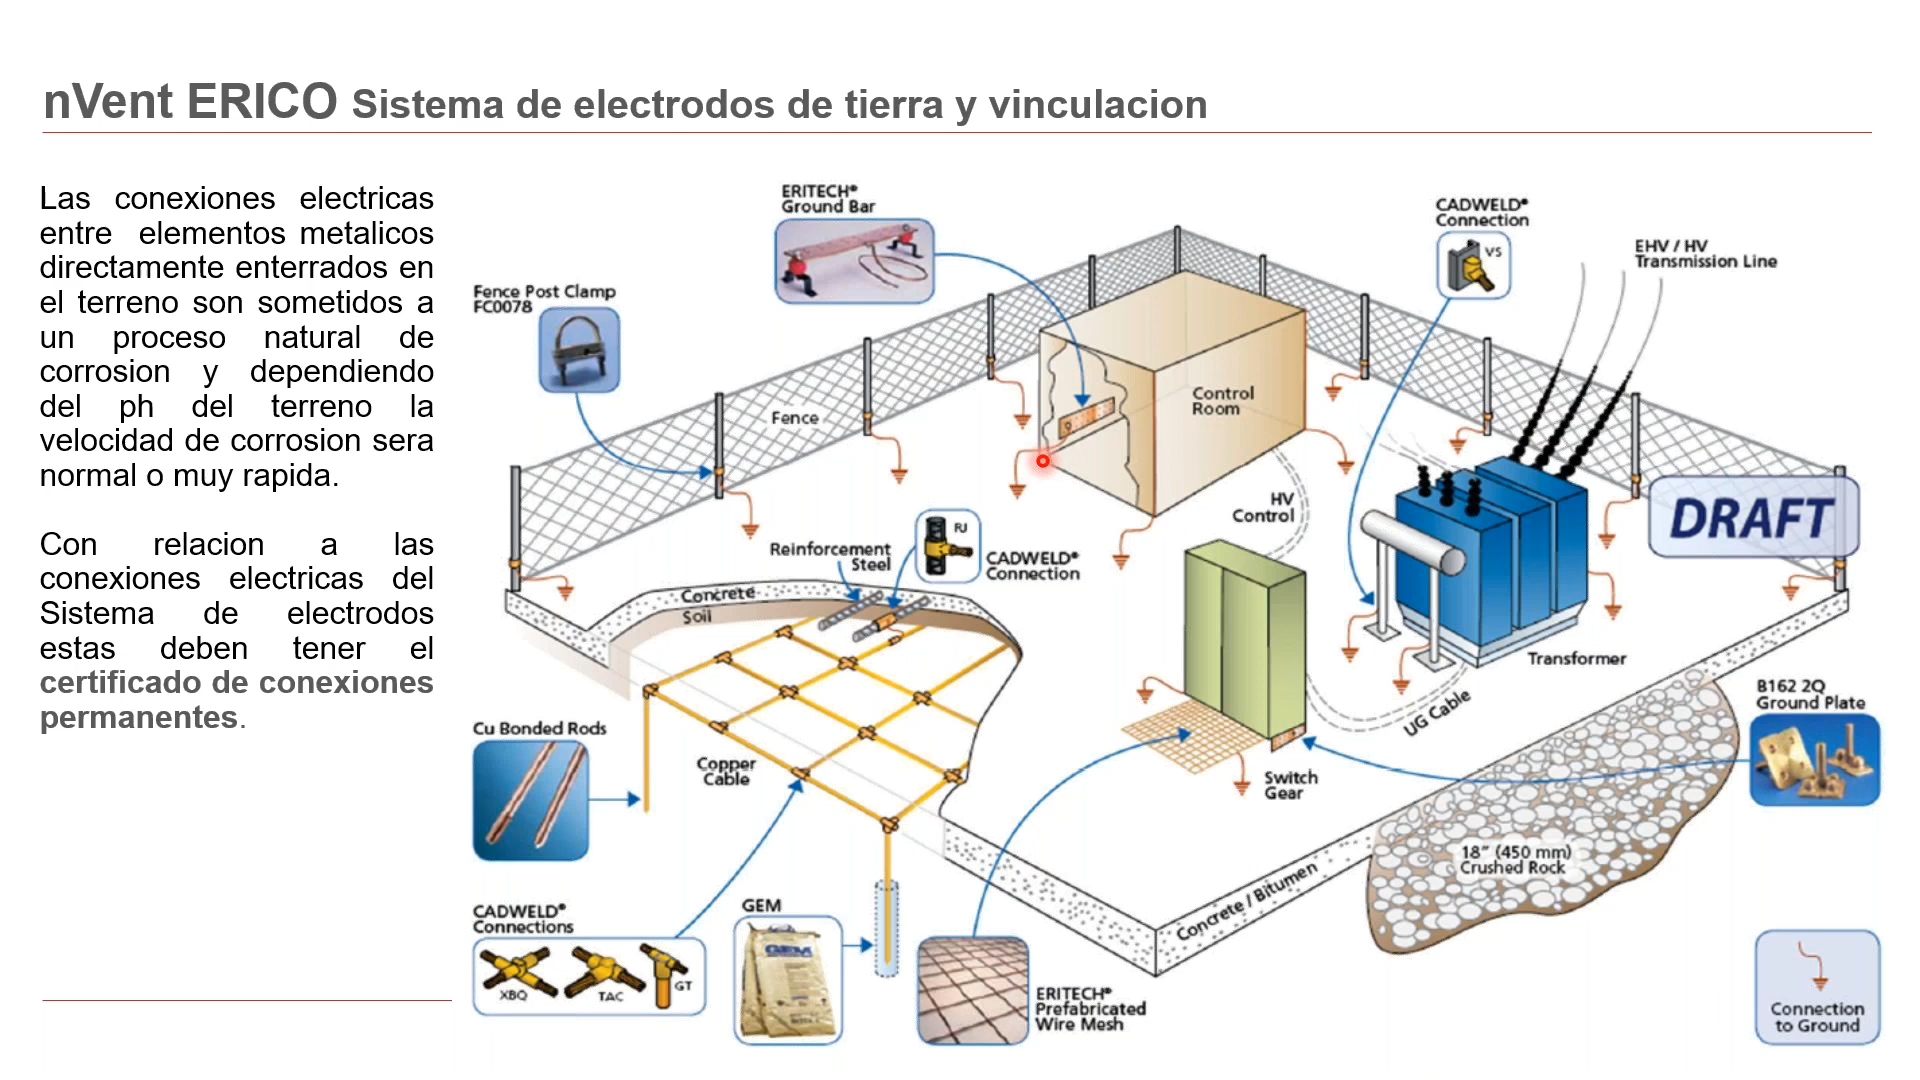 nVent ERICO Sistema de electrodos de tierra y vinculacion
Las conexiones electricas
entre elementos metalicos
directamente enterrados en
el terreno son sometidos a
un proceso natural de
corrosion y dependiendo
del ph del terreno la
velocidad de corrosion sera
normal o muy rapida.
Con relacion a las
conexiones electricas del
Sistema de electrodos
estas deben tener el
certificado de conexiones
permanentes.
ERITECH®
Ground Bar
CADWELD®
Connection
VS
EHV / HV
Transmission Line
Fence Post Clamp
FC0078
Fence
Control
Room
HV
Control
DRAFT
Reinforcement
Steel
RJ
CADWELD®
Connection
Concrete
Soil
Transformer
UG Cable
B162 2Q
Ground Plate
Cu Bonded Rods
Copper
Cable
Switch
Gear
18" (450 mm)
Crushed Rock
Concrete / Bitumen
CADWELD®
Connections
XBQ
TAC
GT
GEM
GEM
ERITECH®
Prefabricated
Wire Mesh
Connection
to Ground